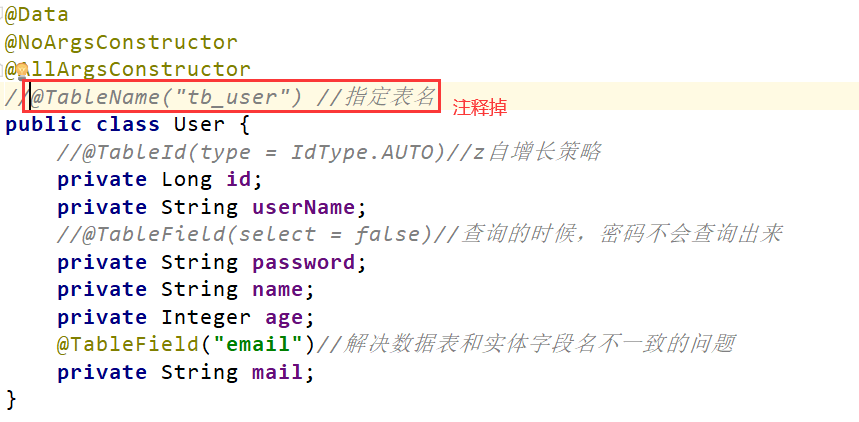 @Data
@NoArgsConstructor
@AllArgsConstructor
//@TableName("tb_user") //指定表名
注释掉
public class User {
    //@TableId(type = IdType.AUTO)//z自增长策略
    private Long id;
    private String userName;
    //@TableField(select = false)//查询的时候，密码不会查询出来
    private String password;
    private String name;
    private Integer age;
    @TableField("email")//解决数据表和实体字段名不一致的问题
    private String mail;
}